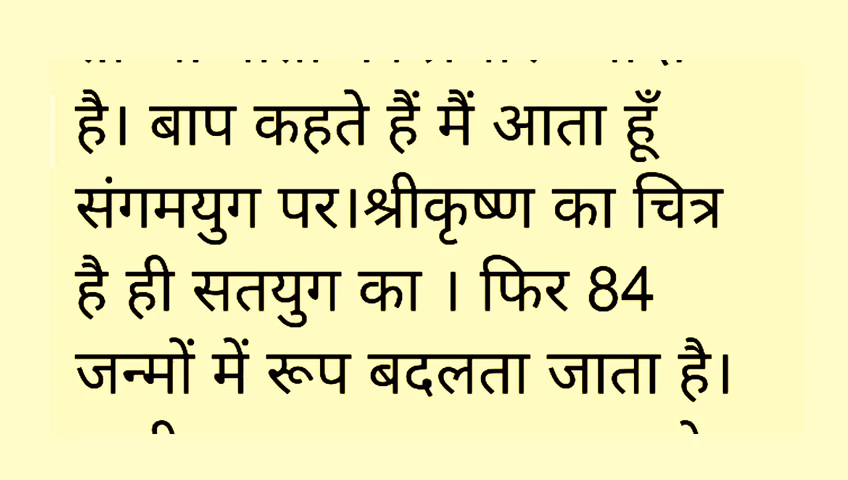 है। बाप कहते हैं मैं आता हूँ
संगमयुग पर।श्रीकृष्ण का चित्र
है ही सतयुग का । फिर 84
जन्मों में रूप बदलता जाता है।